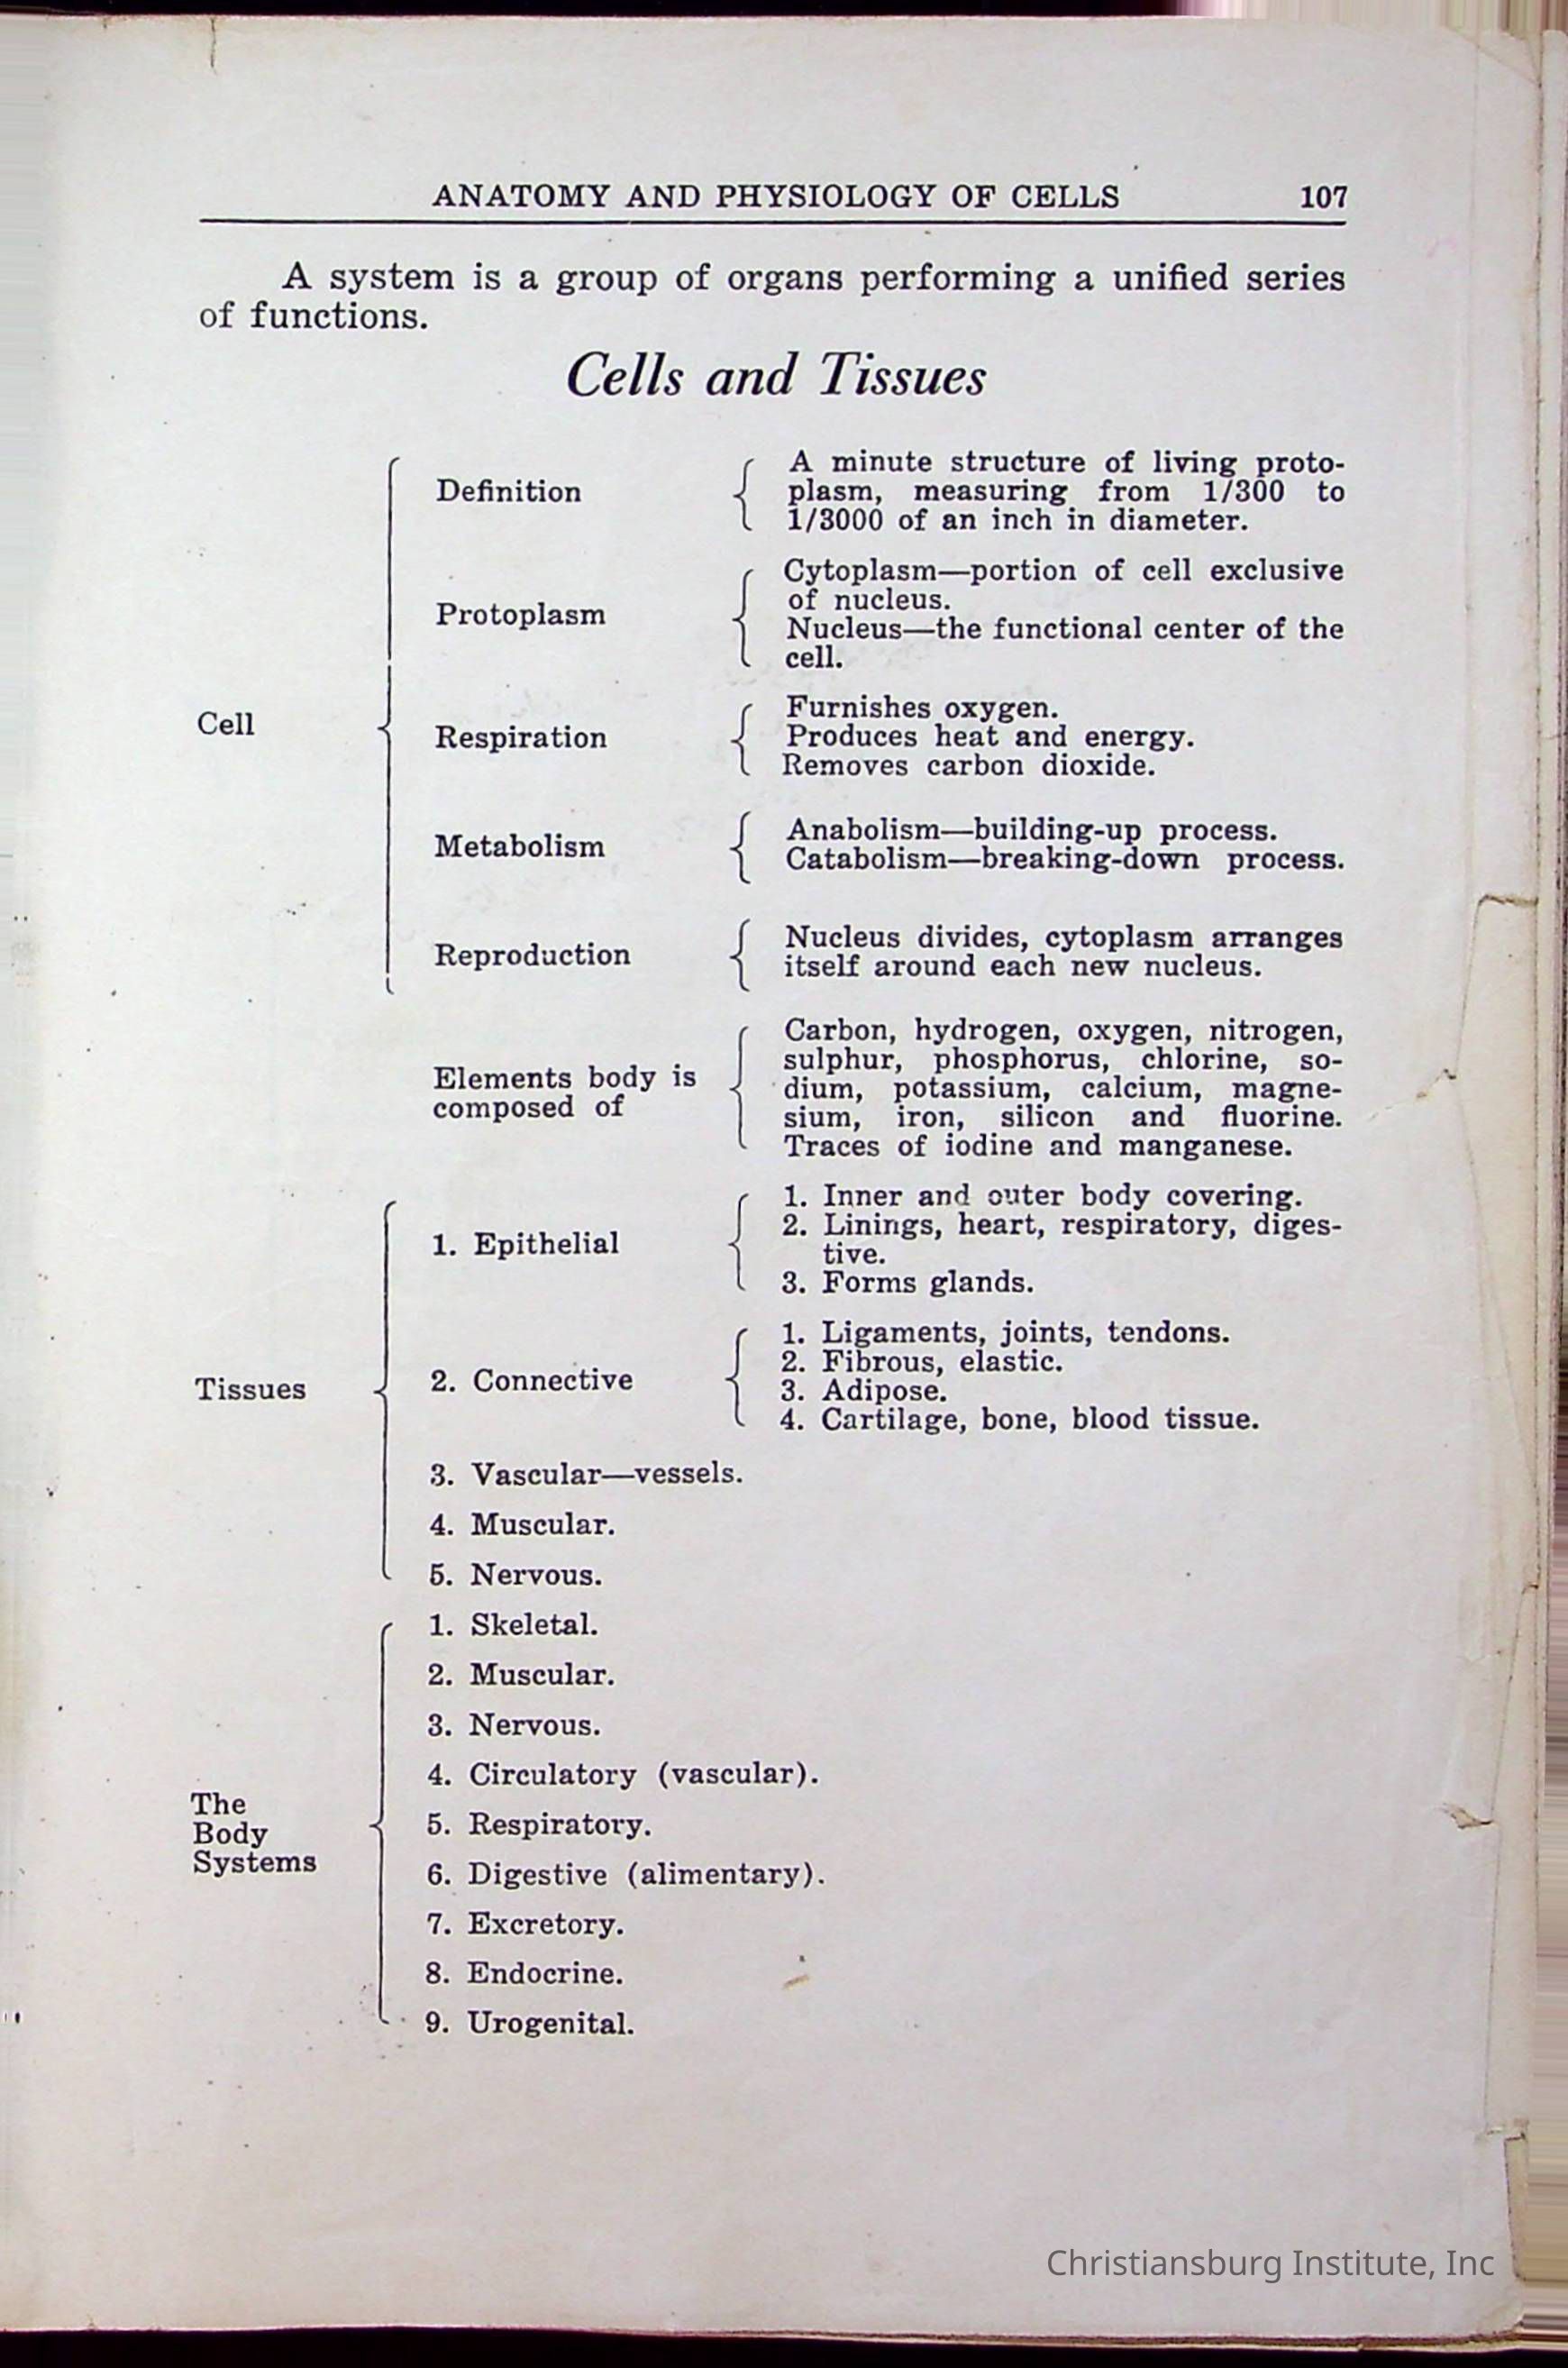 ANATOMY AND PHYSIOLOGY OF CELLS 107
A system is a group of organs performing a unified series
of functions.
Cells and Tissues
Cell
Definition
A minute structure of living proto-
plasm, measuring from 1/300 to
1/3000 of an inch in diameter.
Protoplasm
Cytoplasm—portion of cell exclusive
of nucleus.
Nucleus—the functional center of the
cell.
Respiration
Furnishes oxygen.
Produces heat and energy.
Removes carbon dioxide.
Metabolism
Anabolism—building-up process.
Catabolism—breaking-down process.
Reproduction
Nucleus divides, cytoplasm arranges
itself around each new nucleus.
Elements body is
composed of
Carbon, hydrogen, oxygen, nitrogen,
sulphur, phosphorus, chlorine, so-
dium, potassium, calcium, magne-
sium, iron, silicon and fluorine.
Traces of iodine and manganese.
Tissues
1. Epithelial
1. Inner and outer body covering.
2. Linings, heart, respiratory, diges-
tive.
3. Forms glands.
2. Connective
1. Ligaments, joints, tendons.
2. Fibrous, elastic.
3. Adipose.
4. Cartilage, bone, blood tissue.
3. Vascular—vessels.
4. Muscular.
5. Nervous.
The
Body
Systems
1. Skeletal.
2. Muscular.
3. Nervous.
4. Circulatory (vascular).
5. Respiratory.
6. Digestive (alimentary).
7. Excretory.
8. Endocrine.
9. Urogenital.
Christiansburg Institute, Inc